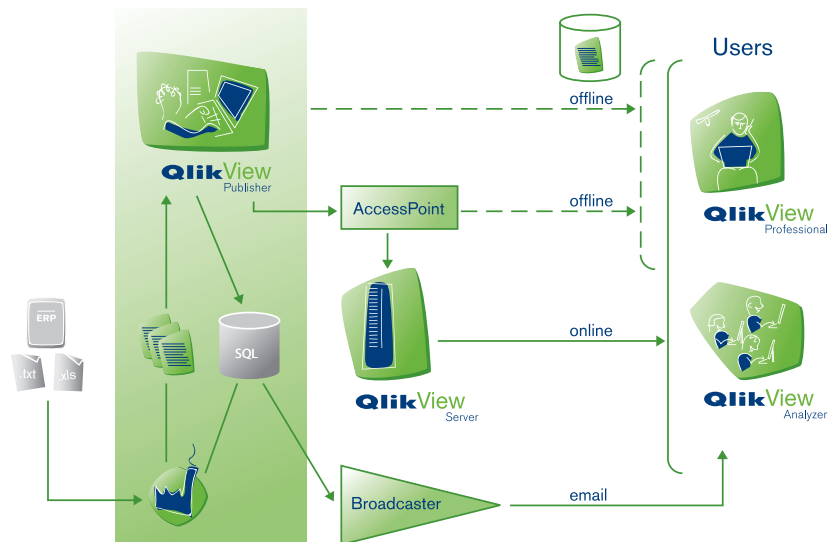 Users
offline
QlikView
Publisher
AccessPoint
offline
QlikView
Professional
ERP
.txt
.xls
SQL
online
QlikView
Server
QlikView
Analyzer
Broadcaster
email